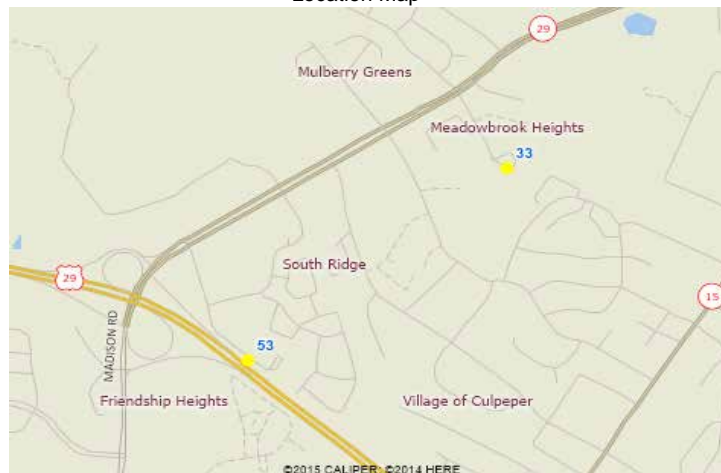 Location Map
29
Mulberry Greens
Meadowbrook Heights
33
South Ridge
29
15
MADISON RD
53
Friendship Heights
Village of Culpeper
©2015 CALIPER; ©2014 HERE